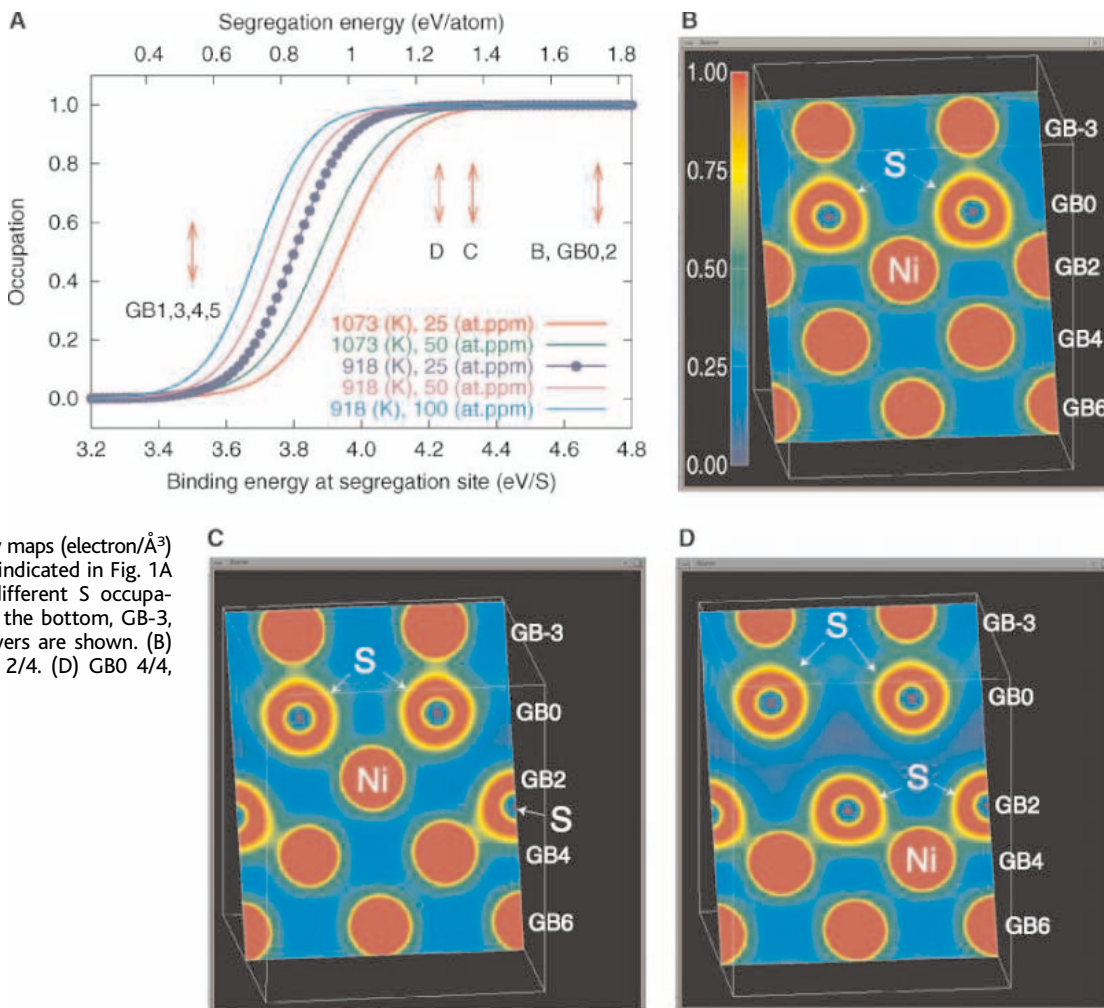 A
Segregation energy (eV/atom)
0.4 0.6 0.8 1 1.2 1.4 1.6 1.8
Occupation
1.0
0.8
0.6
0.4
0.2
0.0
D C B, GB0,2
GB1,3,4,5
1073 (K), 25 (at.ppm)
1073 (K), 50 (at.ppm)
918 (K), 25 (at.ppm)
918 (K), 50 (at.ppm)
918 (K), 100 (at.ppm)
3.2 3.4 3.6 3.8 4.0 4.2 4.4 4.6 4.8
Binding energy at segregation site (eV/S)
B
1.00
0.75
0.50
0.25
0.00
S
Ni
GB-3
GB0
GB2
GB4
GB6
maps (electron/Å³)
indicated in Fig. 1A
different S occupa-
the bottom, GB-3,
are shown. (B)
2/4. (D) GB0 4/4,
C
S
Ni
GB-3
GB0
GB2
S
GB4
GB6
D
S
GB-3
GB0
S
GB2
Ni
GB4
GB6